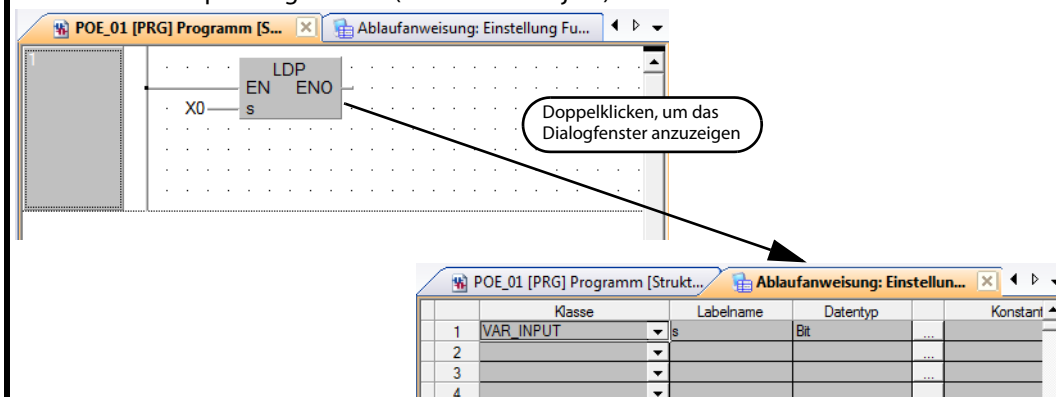 POE_01 [PRG] Programm [S...
Ablaufanweisung: Einstellung Fu...
1
LDP
EN ENO
X0 s
Doppelklicken, um das
Dialogfenster anzuzeigen
POE_01 [PRG] Programm [Strukt...
Ablaufanweisung: Einstellun...
Klasse Labelname Datentyp Konstant
1 VAR_INPUT s Bit ...
2 ...
3 ...
4